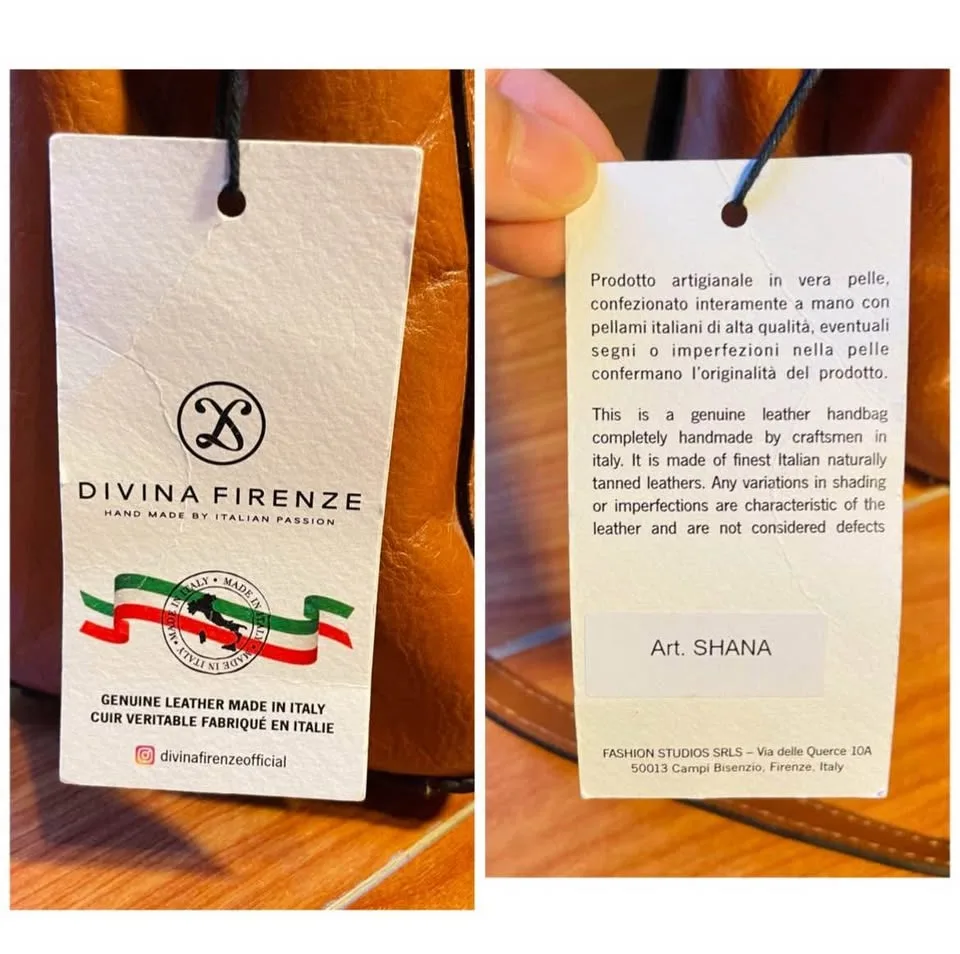 DIVINA FIRENZE
HAND MADE BY ITALIAN PASSION
MADE IN ITALY • MADE IN ITALY • MADE IN ITALY •
GENUINE LEATHER MADE IN ITALY
CUIR VERITABLE FABRIQUÉ EN ITALIE
divinafirenzeofficial
Prodotto artigianale in vera pelle,
confezionato interamente a mano con
pellami italiani di alta qualità, eventuali
segni o imperfezioni nella pelle
confermano l'originalità del prodotto.
This is a genuine leather handbag
completely handmade by craftsmen in
italy. It is made of finest Italian naturally
tanned leathers. Any variations in shading
or imperfections are characteristic of the
leather and are not considered defects
Art. SHANA
FASHION STUDIOS SRLS – Via delle Querce 10A
50013 Campi Bisenzio, Firenze, Italy